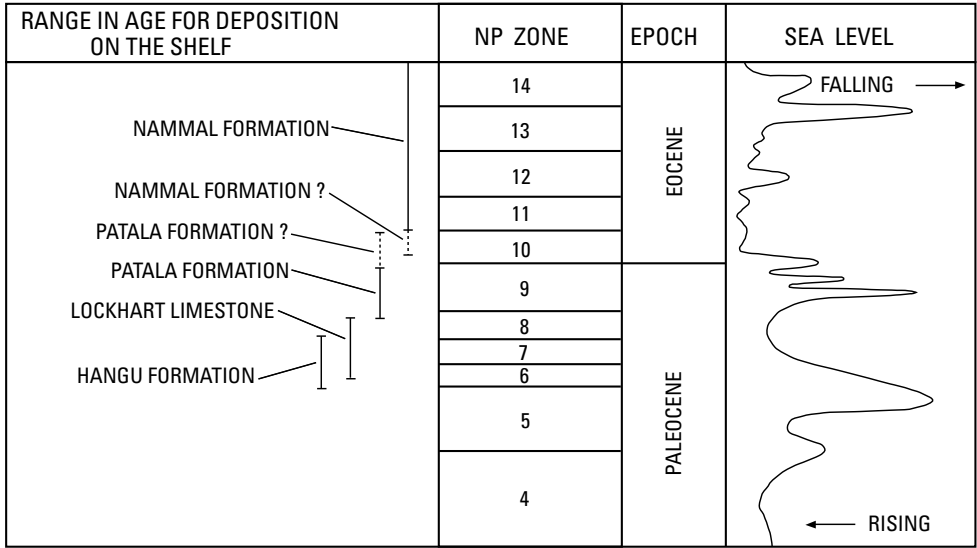 RANGE IN AGE FOR DEPOSITION
ON THE SHELF
NP ZONE
EPOCH
SEA LEVEL
NAMMAL FORMATION
NAMMAL FORMATION ?
PATALA FORMATION ?
PATALA FORMATION
LOCKHART LIMESTONE
HANGU FORMATION
14
13
12
11
10
9
8
7
6
5
4
EOCENE
PALEOCENE
FALLING
RISING